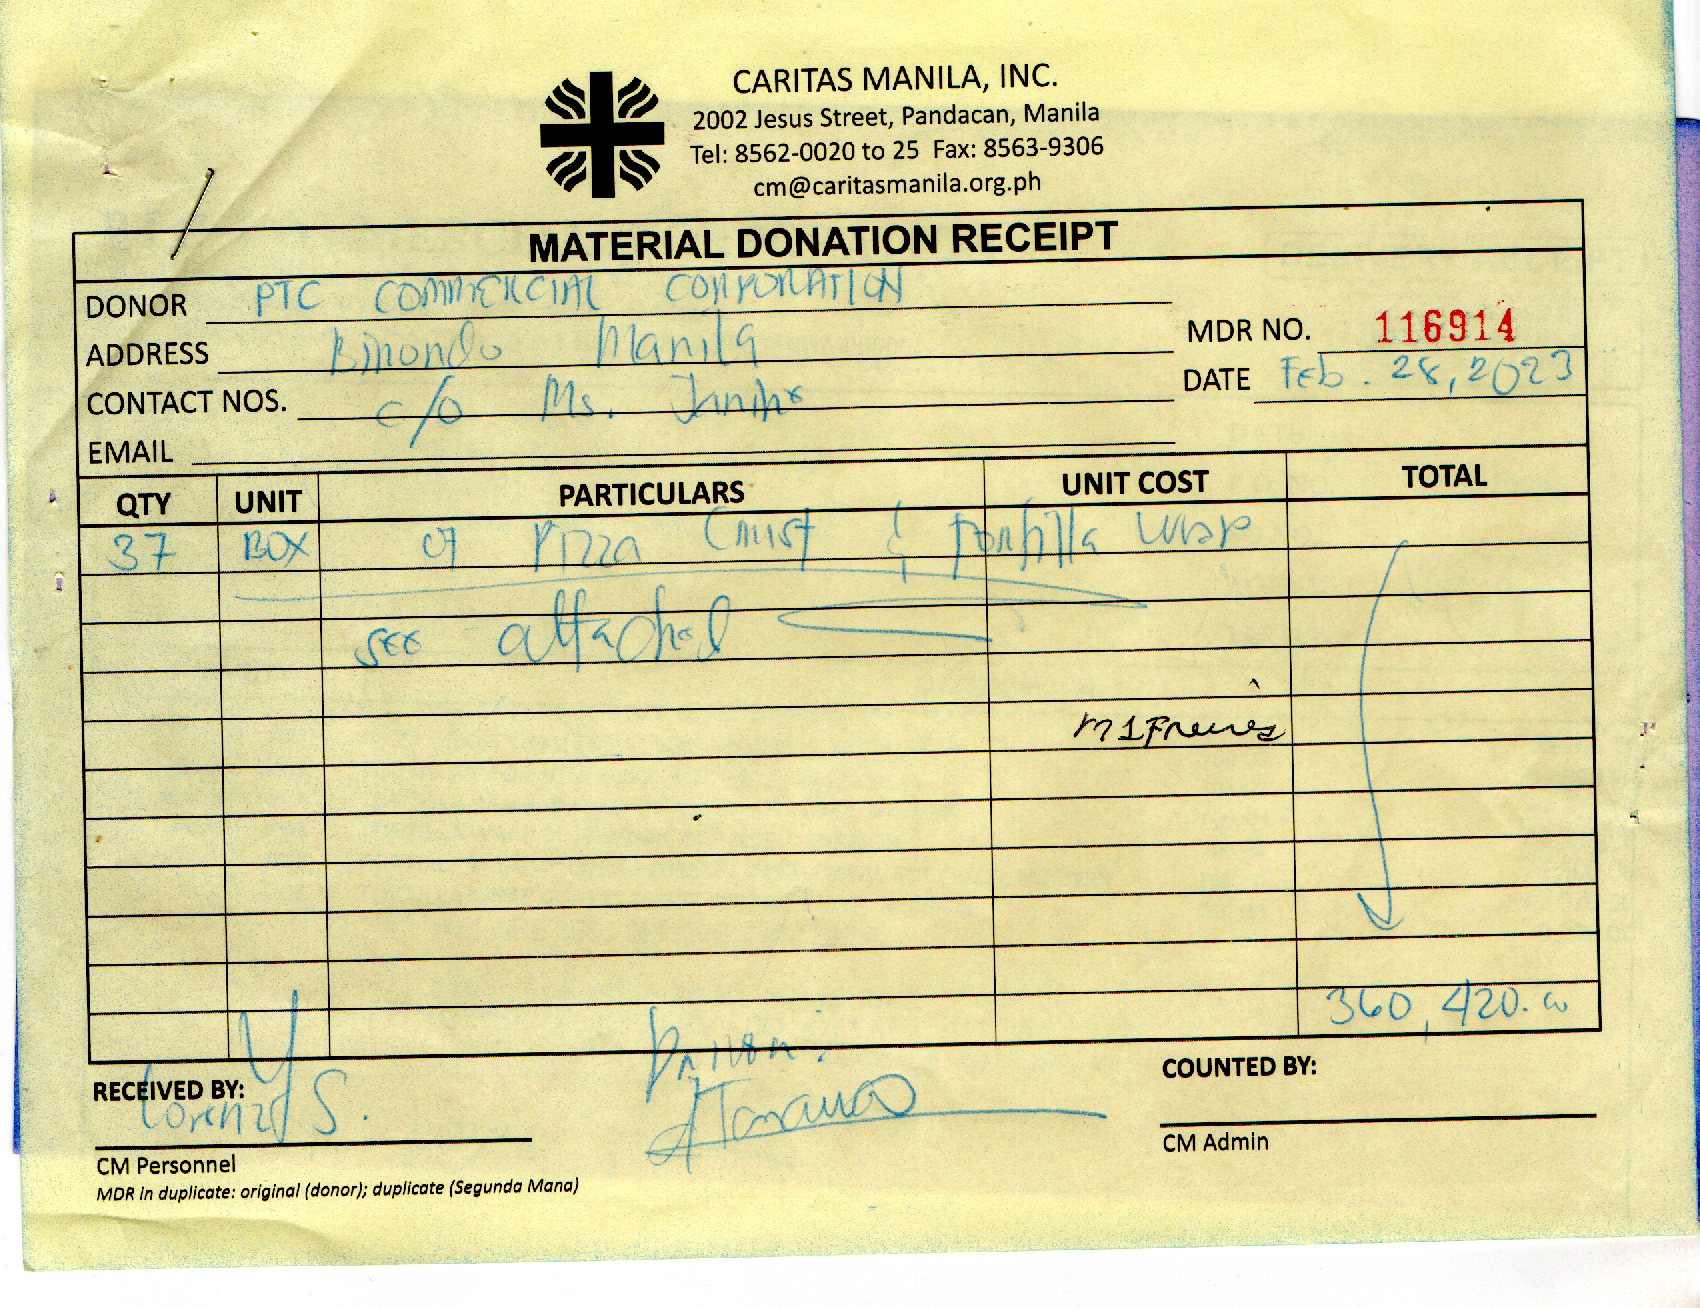 CARITAS MANILA, INC.
2002 Jesus Street, Pandacan, Manila
Tel: 8562-0020 to 25 Fax: 8563-9306
cm@caritasmanila.org.ph
MATERIAL DONATION RECEIPT
DONOR PTC COMMERCIAL CORPORATION
ADDRESS Binondo Manila
MDR NO. 116914
CONTACT NOS. c/o Ms.
DATE Feb. 28, 2023
EMAIL
QTY UNIT PARTICULARS UNIT COST TOTAL
37 BOX of Pizza Crust & Tortilla Wrap
see attached
360,420.00
RECEIVED BY:
Lorenzo S.
COUNTED BY:
CM Personnel
CM Admin
MDR in duplicate: original (donor); duplicate (Segunda Mana)